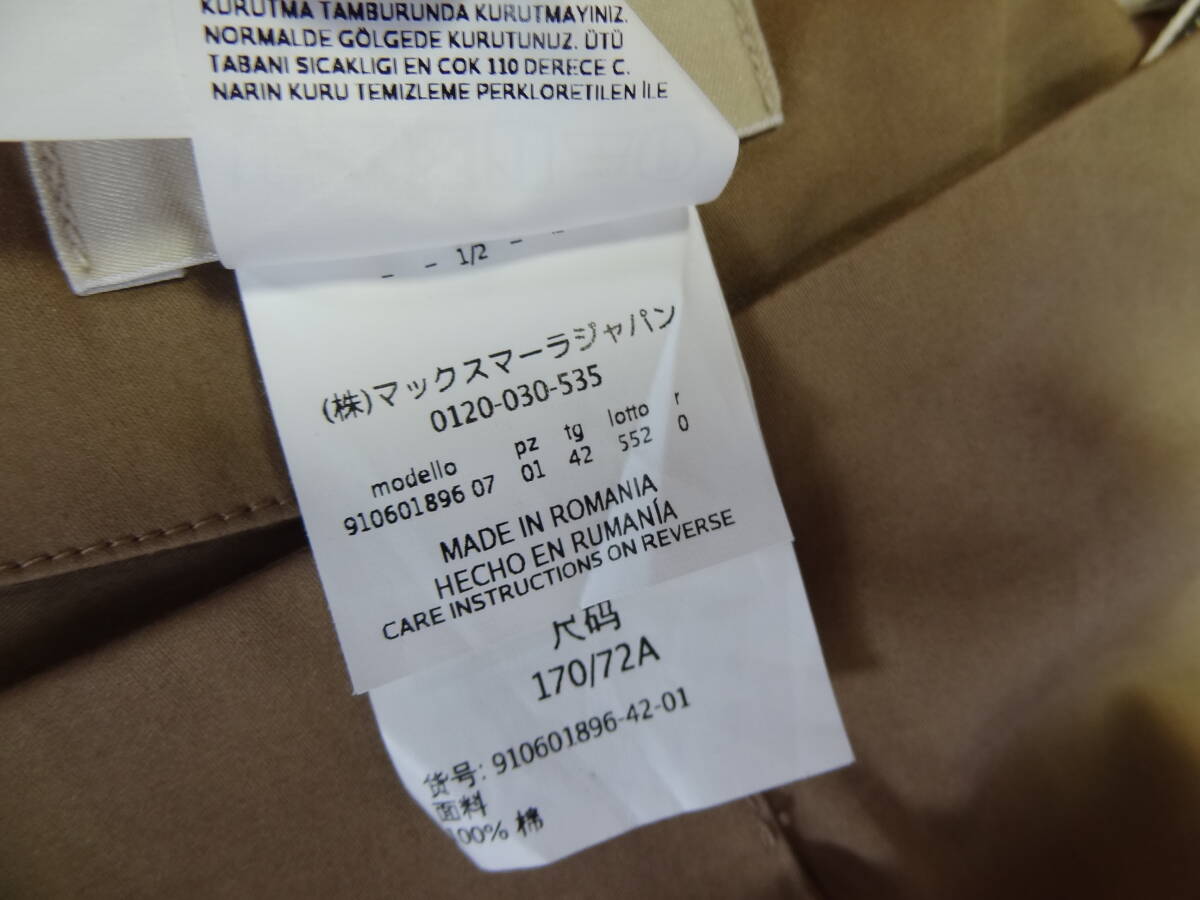 KURUTMA TAMBURUNDA KURUTMAYINIZ.
NORMALDE GÖLGEDE KURUTUNUZ. ÜTÜ
TABANI SICAKLIGI EN COK 110 DERECE C.
NARIN KURU TEMIZLEME PERKLORETILEN ILE
- - 1/2 - -
(株)マックスマーラジャパン
0120-030-535
modello pz tg lotto r
910601896 07 01 42 552 0
MADE IN ROMANIA
HECHO EN RUMANÍA
CARE INSTRUCTIONS ON REVERSE
尺码
170/72A
货号: 910601896-42-01
面料
100% 棉